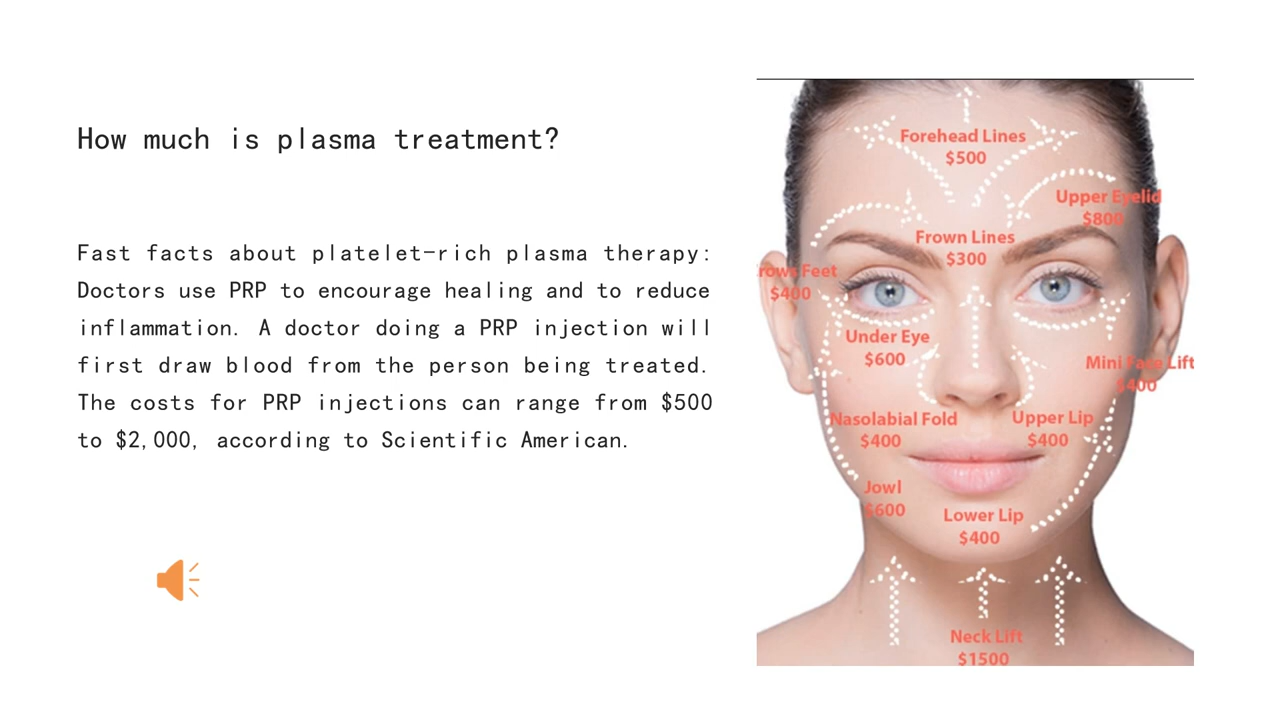 How much is plasma treatment?
Fast facts about platelet-rich plasma therapy:
Doctors use PRP to encourage healing and to reduce
inflammation. A doctor doing a PRP injection will
first draw blood from the person being treated.
The costs for PRP injections can range from $500
to $2,000, according to Scientific American.
Forehead Lines
$500
Upper Eyelid
$800
Frown Lines
$300
rows Feet
$400
Under Eye
$600
Mini Face Lift
$400
Nasolabial Fold
$400
Upper Lip
$400
Jowl
$600
Lower Lip
$400
Neck Lift
$1500